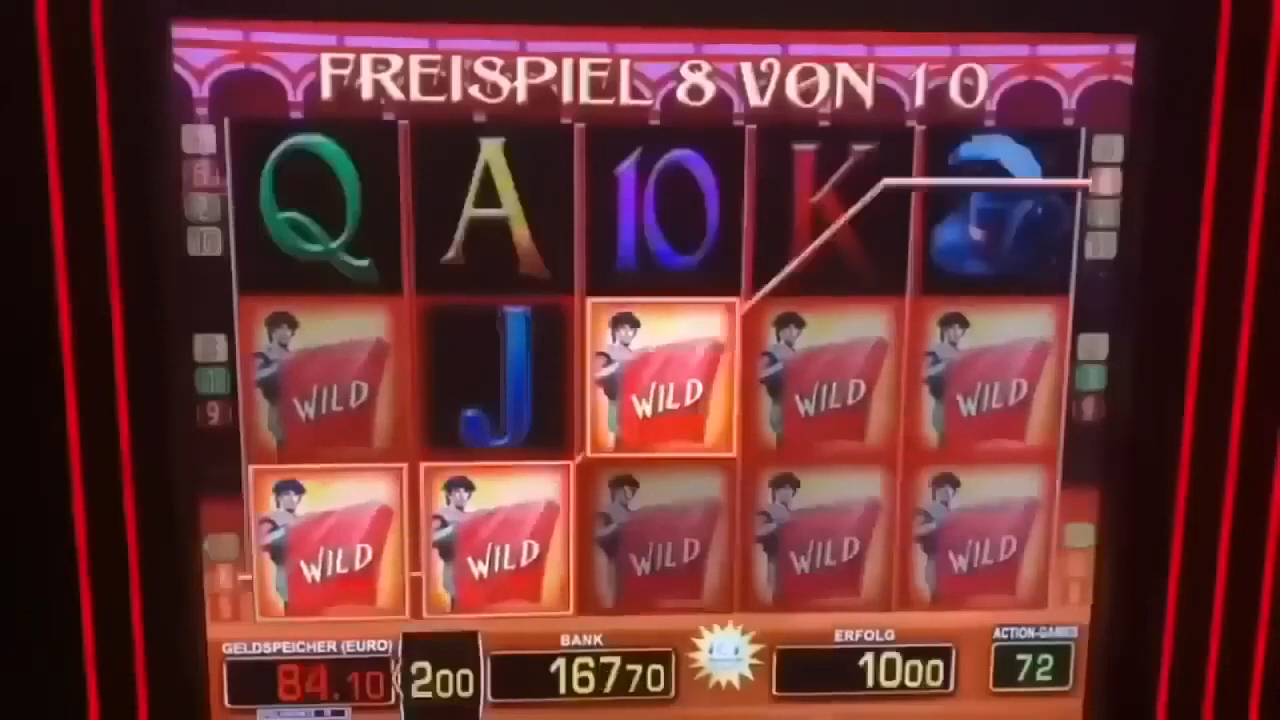 FREISPIEL 8 VON 10
Q A 10 K
WILD J WILD WILD WILD
WILD WILD WILD WILD WILD
GELDSPEICHER (EURO) BANK ERFOLG ACTION-GAMES
84.10 200 16770 1000 72